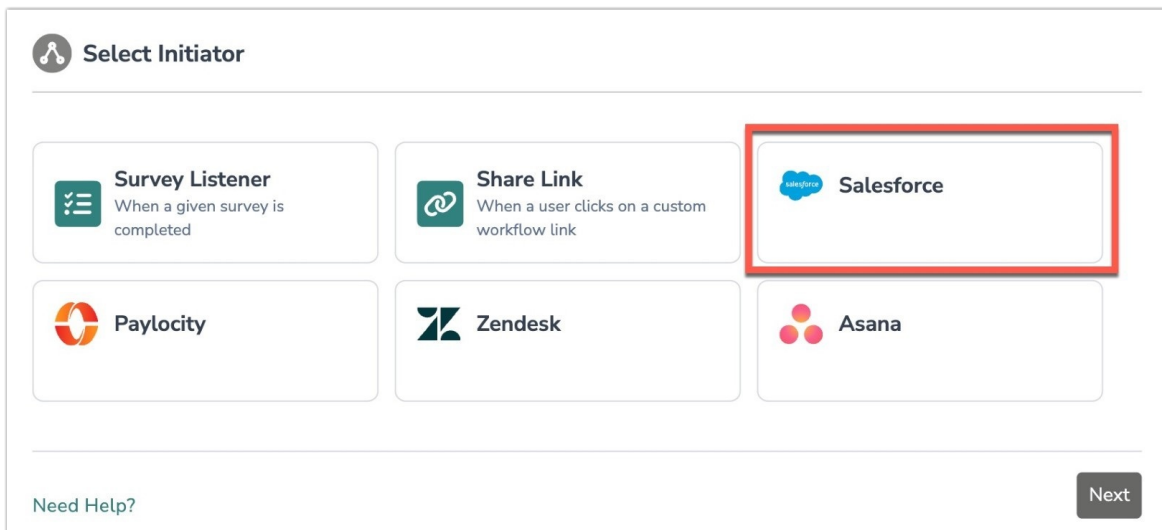 Select Initiator
Survey Listener
When a given survey is
completed
Share Link
When a user clicks on a custom
workflow link
salesforce
Salesforce
Paylocity
Zendesk
Asana
Need Help?
Next